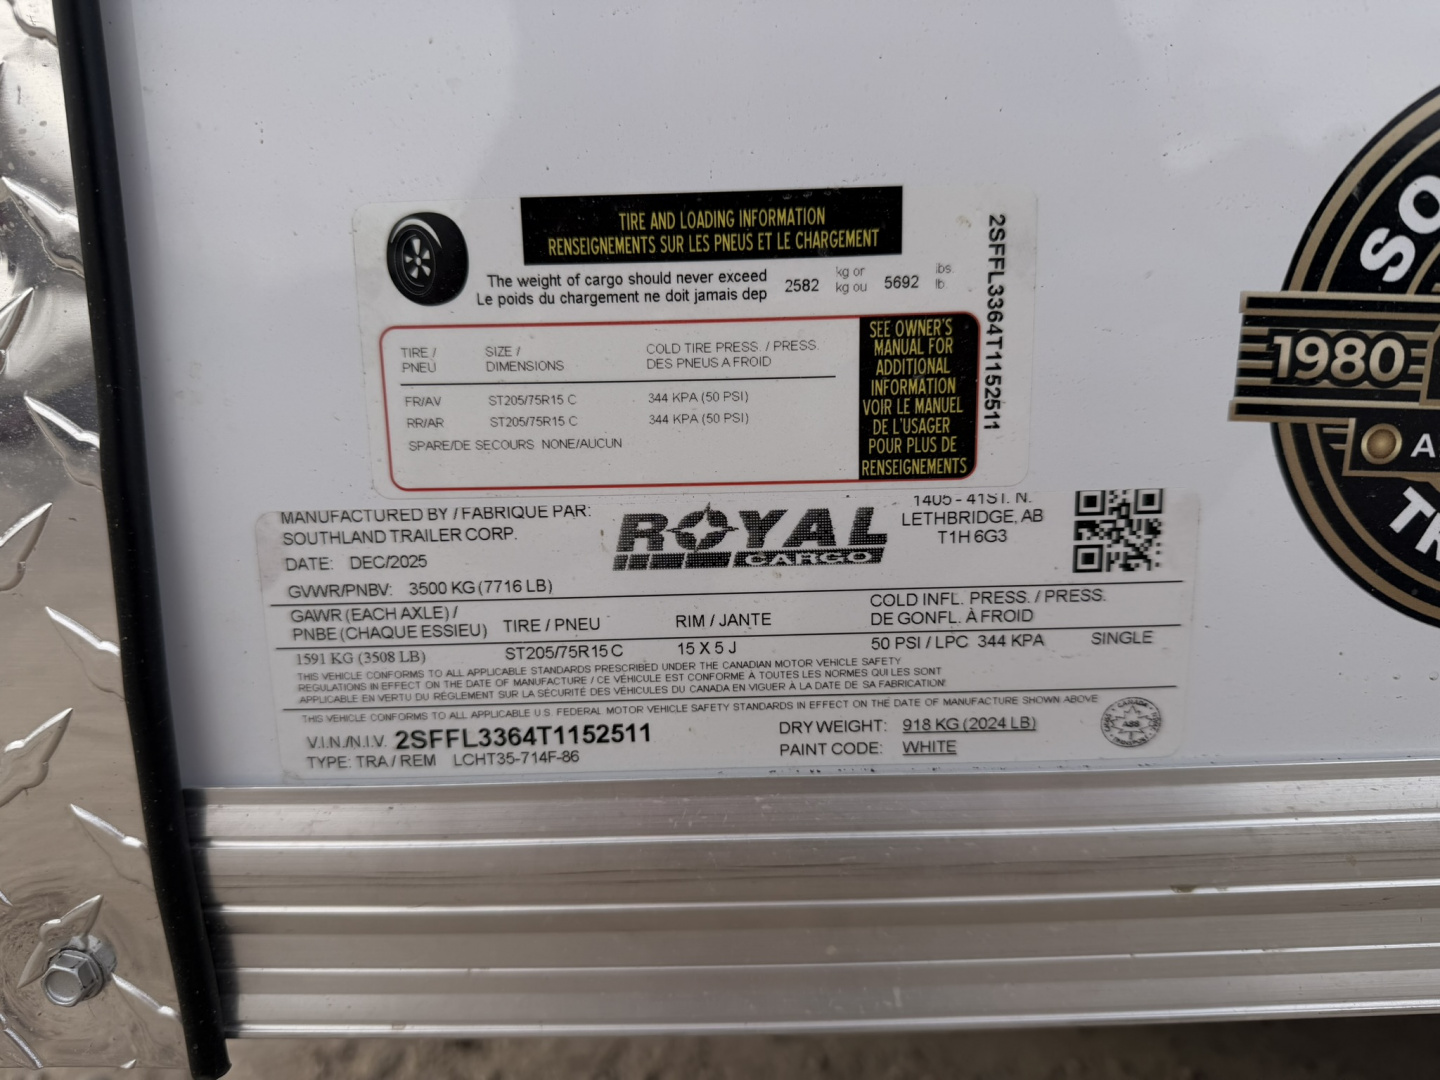 TIRE AND LOADING INFORMATION
RENSEIGNEMENTS SUR LES PNEUS ET LE CHARGEMENT
The weight of cargo should never exceed
Le poids du chargement ne doit jamais dep
2582 kg or
kg ou
5692 lbs.
lb
TIRE /
PNEU
SIZE /
DIMENSIONS
COLD TIRE PRESS. / PRESS.
DES PNEUS A FROID
FR/AV ST205/75R15 C 344 KPA (50 PSI)
RR/AR ST205/75R15 C 344 KPA (50 PSI)
SPARE/DE SECOURS NONE/AUCUN
SEE OWNER'S
MANUAL FOR
ADDITIONAL
INFORMATION
VOIR LE MANUEL
DE L'USAGER
POUR PLUS DE
RENSEIGNEMENTS
2SFFL3364T1152511
MANUFACTURED BY / FABRIQUE PAR:
SOUTHLAND TRAILER CORP.
DATE: DEC/2025
ROYAL
CARGO
1405 - 41ST. N.
LETHBRIDGE, AB
T1H 6G3
GVWR/PNBV: 3500 KG (7716 LB)
GAWR (EACH AXLE) /
PNBE (CHAQUE ESSIEU)
TIRE / PNEU
RIM / JANTE
COLD INFL. PRESS. / PRESS.
DE GONFL. À FROID
1591 KG (3508 LB) ST205/75R15 C 15 X 5 J 50 PSI / LPC 344 KPA SINGLE
THIS VEHICLE CONFORMS TO ALL APPLICABLE STANDARDS PRESCRIBED UNDER THE CANADIAN MOTOR VEHICLE SAFETY
REGULATIONS IN EFFECT ON THE DATE OF MANUFACTURE / CE VÉHICULE EST CONFORME À TOUTES LES NORMES QUI LES SONT
APPLICABLE EN VERTU DU RÈGLEMENT SUR LA SÉCURITÉ DES VÉHICULES DU CANADA EN VIGUER À LA DATE DE SA FABRICATION.
THIS VEHICLE CONFORMS TO ALL APPLICABLE U.S. FEDERAL MOTOR VEHICLE SAFETY STANDARDS IN EFFECT ON THE DATE OF MANUFACTURE SHOWN ABOVE
V.I.N./N.I.V. 2SFFL3364T1152511
TYPE: TRA / REM LCHT35-714F-86
DRY WEIGHT: 918 KG (2024 LB)
PAINT CODE: WHITE
SO
1980
A
TR